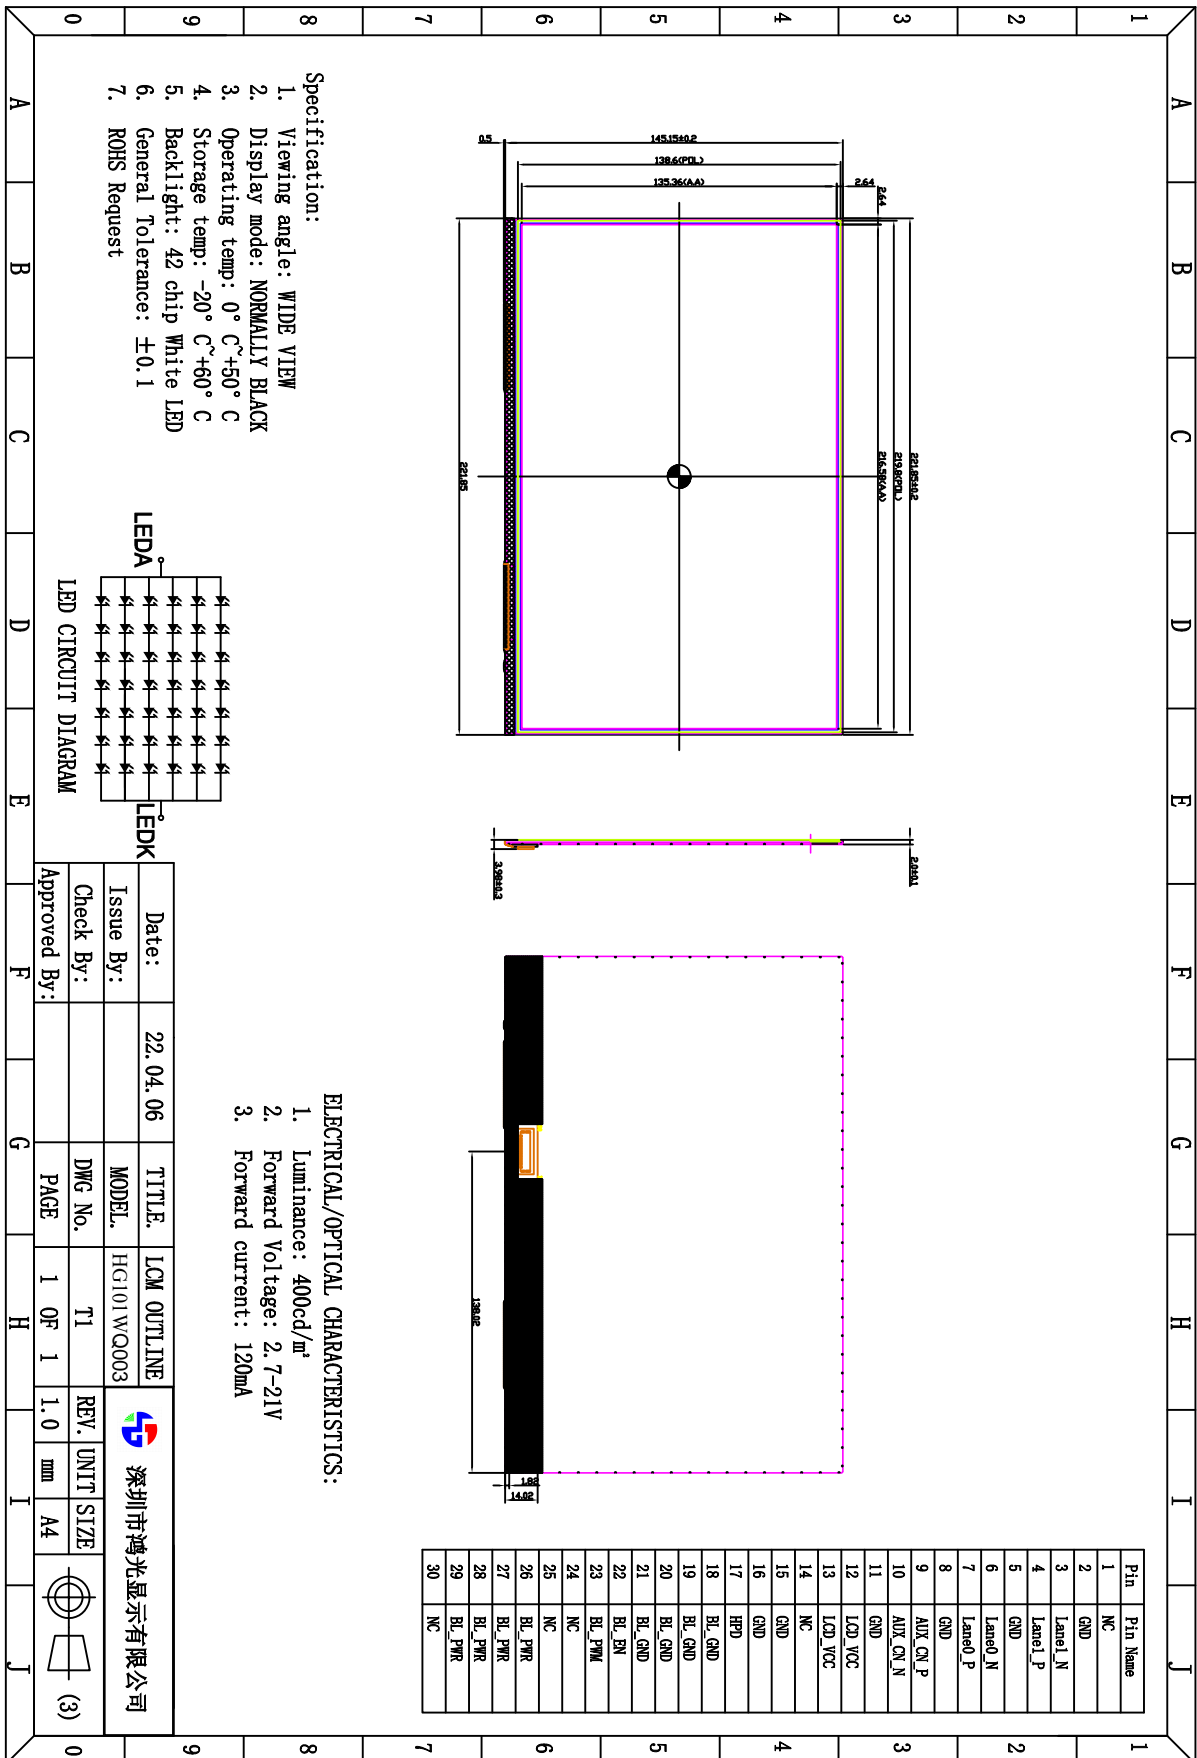 1
2
3
4
5
6
7
8
9
0
A
B
C
D
E
F
G
H
I
J
A
B
C
D
E
F
G
H
I
J
1
2
3
4
5
6
7
8
9
0
221.85±0.2
219.8(POL)
216.58(A.A)
2.64
2.64
145.15±0.2
138.6(POL)
135.36(A.A)
0.5
221.85
2.0±0.1
3.98±0.3
138.02
1.82
14.02
Pin Pin Name
1 NC
2 GND
3 Lane1_N
4 Lane1_P
5 GND
6 Lane0_N
7 Lane0_P
8 GND
9 AUX_CN_P
10 AUX_CN_N
11 GND
12 LCD_VCC
13 LCD_VCC
14 NC
15 GND
16 GND
17 HPD
18 BL_GND
19 BL_GND
20 BL_GND
21 BL_GND
22 BL_EN
23 BL_PWM
24 NC
25 NC
26 BL_PWR
27 BL_PWR
28 BL_PWR
29 BL_PWR
30 NC
Specification:
1. Viewing angle: WIDE VIEW
2. Display mode: NORMALLY BLACK
3. Operating temp: 0° C~+50° C
4. Storage temp: -20° C~+60° C
5. Backlight: 42 chip White LED
6. General Tolerance: ±0.1
7. ROHS Request
LEDA
LEDK
LED CIRCUIT DIAGRAM
ELECTRICAL/OPTICAL CHARACTERISTICS:
1. Luminance: 400cd/m²
2. Forward Voltage: 2.7-21V
3. Forward current: 120mA
Date: 22.04.06 TITLE. LCM OUTLINE
Issue By: MODEL. HG101WQ003
Check By: DWG No. T1 REV. UNIT SIZE
Approved By: PAGE 1 OF 1 1.0 mm A4
深圳市鸿光显示有限公司
(3)